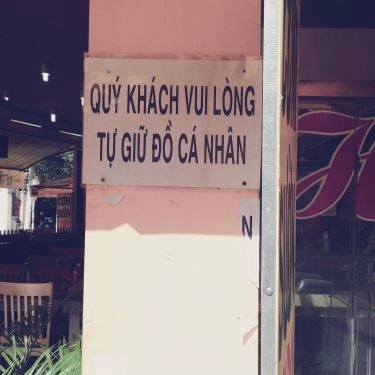 QUÝ KHÁCH VUI LÒNG
TỰ GIỮ ĐỒ CÁ NHÂN
N